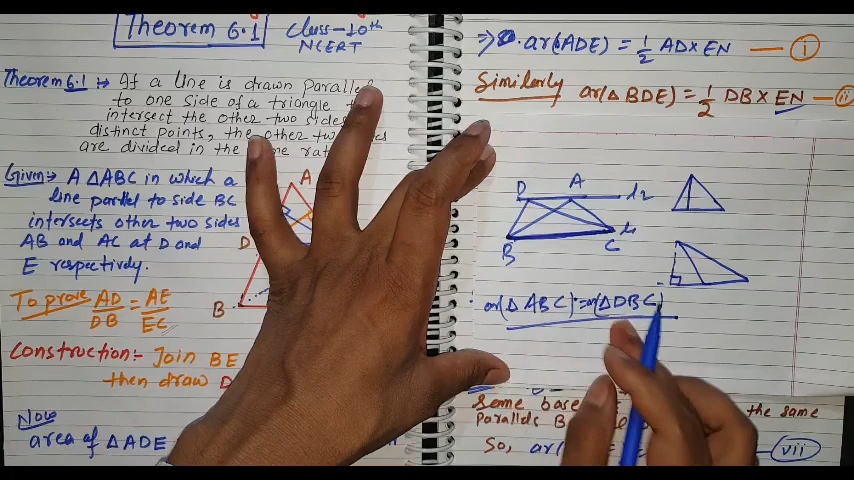 Theorem 6.1
Class-10th
NCERT
Theorem 6.1 If a line is drawn parallel
to one side of a triangle
intersect the other two sides
distinct points, the other
are divided in the
Given A △ABC in which a
line parllel to side BC
intersects other two sides
AB and AC at D and
E respectively.
To prove AD/DB = AE/EC
Construction:- Join BE
then draw
Now
area of △ADE
A
D
B
⇒ ar(ADE) = 1/2 AD×EN — (i)
Similarly ar(△BDE) = 1/2 DB×EN — (ii)
D A l2
B C
ar(△ABC) = ar(△DBC)
Same base
the same
parallels
So, ar(
(vii)